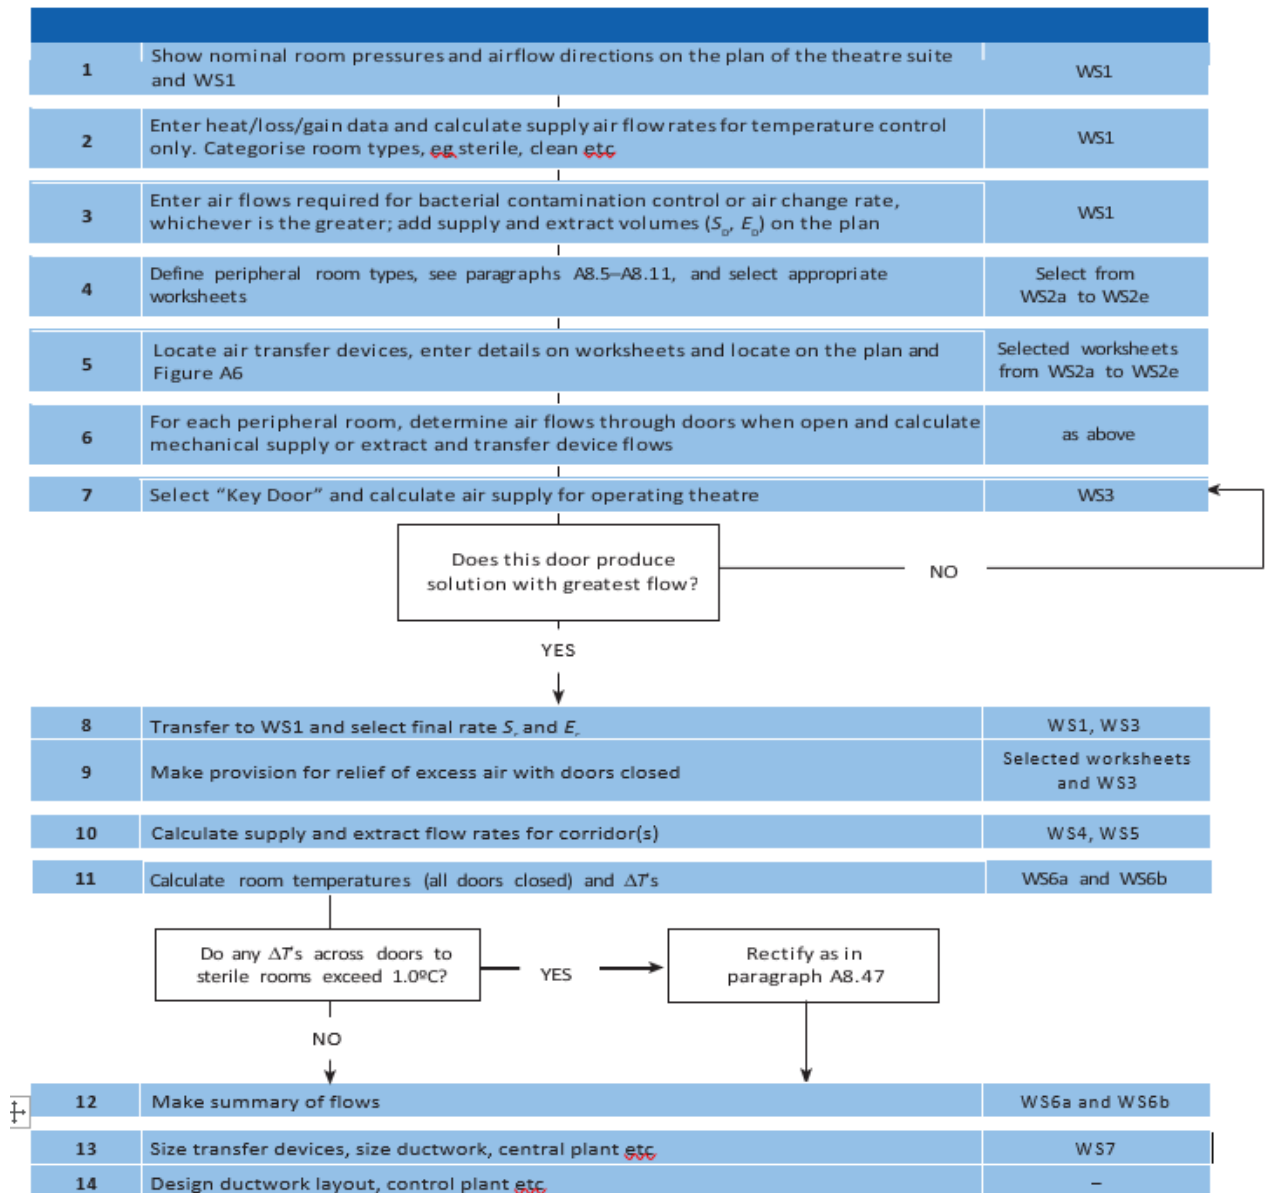 1
Show nominal room pressures and airflow directions on the plan of the theatre suite
and WS1
WS1
2
Enter heat/loss/gain data and calculate supply air flow rates for temperature control
only. Categorise room types, eg sterile, clean etc
WS1
3
Enter air flows required for bacterial contamination control or air change rate,
whichever is the greater; add supply and extract volumes (S_D, E_D) on the plan
WS1
4
Define peripheral room types, see paragraphs A8.5–A8.11, and select appropriate
worksheets
Select from
WS2a to WS2e
5
Locate air transfer devices, enter details on worksheets and locate on the plan and
Figure A6
Selected worksheets
from WS2a to WS2e
6
For each peripheral room, determine air flows through doors when open and calculate
mechanical supply or extract and transfer device flows
as above
7
Select “Key Door” and calculate air supply for operating theatre
WS3
Does this door produce
solution with greatest flow?
NO
YES
8
Transfer to WS1 and select final rate S_r and E_r
WS1, WS3
9
Make provision for relief of excess air with doors closed
Selected worksheets
and WS3
10
Calculate supply and extract flow rates for corridor(s)
WS4, WS5
11
Calculate room temperatures (all doors closed) and ΔT's
WS6a and WS6b
Do any ΔT's across doors to
sterile rooms exceed 1.0ºC?
YES
Rectify as in
paragraph A8.47
NO
12
Make summary of flows
WS6a and WS6b
13
Size transfer devices, size ductwork, central plant etc
WS7
14
Design ductwork layout, control plant etc
–